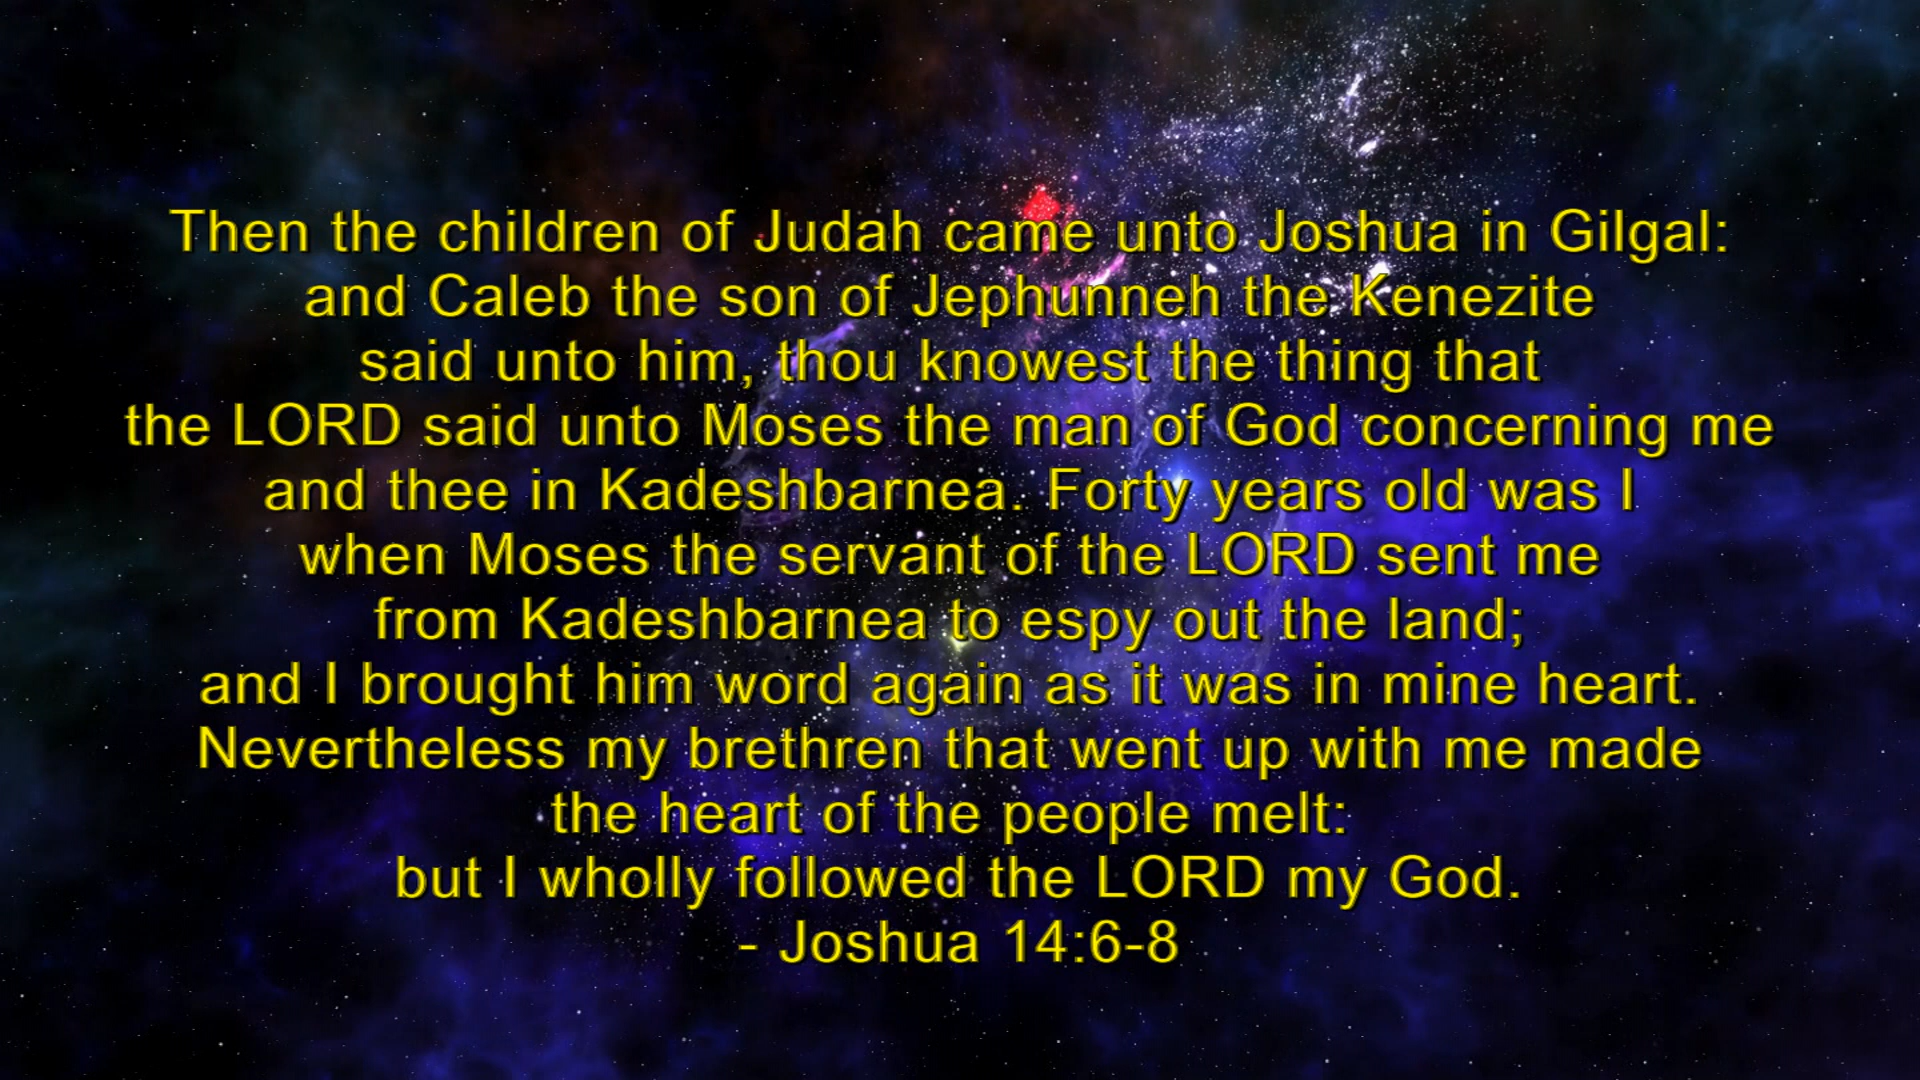 Then the children of Judah came unto Joshua in Gilgal:
and Caleb the son of Jephunneh the Kenezite
said unto him, thou knowest the thing that
the LORD said unto Moses the man of God concerning me
and thee in Kadeshbarnea. Forty years old was I
when Moses the servant of the LORD sent me
from Kadeshbarnea to espy out the land;
and I brought him word again as it was in mine heart.
Nevertheless my brethren that went up with me made
the heart of the people melt:
but I wholly followed the LORD my God.
- Joshua 14:6-8